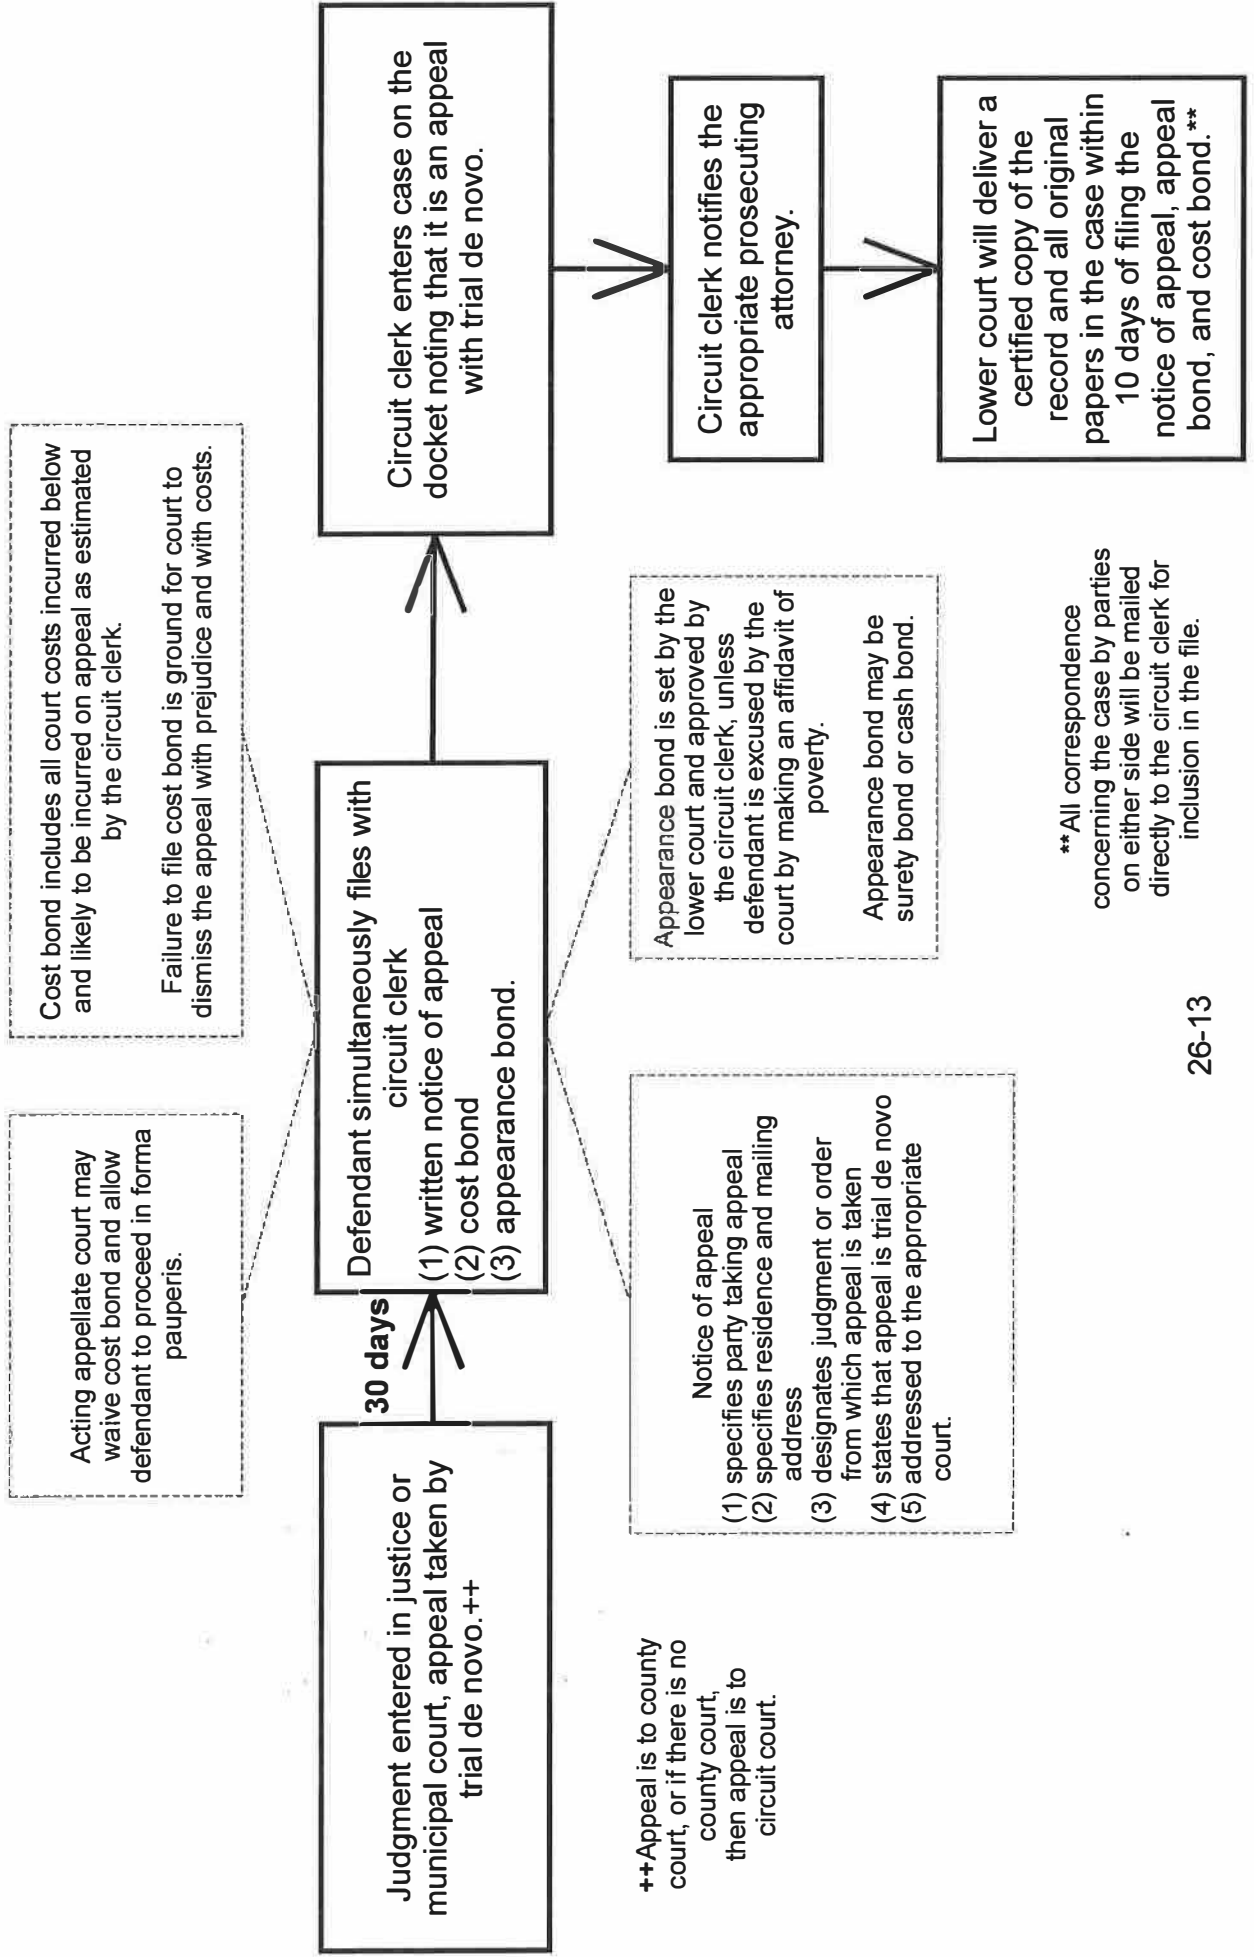 Acting appellate court may
waive cost bond and allow
defendant to proceed in forma
pauperis.
Cost bond includes all court costs incurred below
and likely to be incurred on appeal as estimated
by the circuit clerk.
Failure to file cost bond is ground for court to
dismiss the appeal with prejudice and with costs.
Judgment entered in justice or
municipal court, appeal taken by
trial de novo.++
30 days
Defendant simultaneously files with
circuit clerk
(1) written notice of appeal
(2) cost bond
(3) appearance bond.
Circuit clerk enters case on the
docket noting that it is an appeal
with trial de novo.
++Appeal is to county
court, or if there is no
county court,
then appeal is to
circuit court.
Notice of appeal
(1) specifies party taking appeal
(2) specifies residence and mailing
address
(3) designates judgment or order
from which appeal is taken
(4) states that appeal is trial de novo
(5) addressed to the appropriate
court.
Appearance bond is set by the
lower court and approved by
the circuit clerk, unless
defendant is excused by the
court by making an affidavit of
poverty.
Appearance bond may be
surety bond or cash bond.
Circuit clerk notifies the
appropriate prosecuting
attorney.
Lower court will deliver a
certified copy of the
record and all original
papers in the case within
10 days of filing the
notice of appeal, appeal
bond, and cost bond.**
**All correspondence
concerning the case by parties
on either side will be mailed
directly to the circuit clerk for
inclusion in the file.
26-13